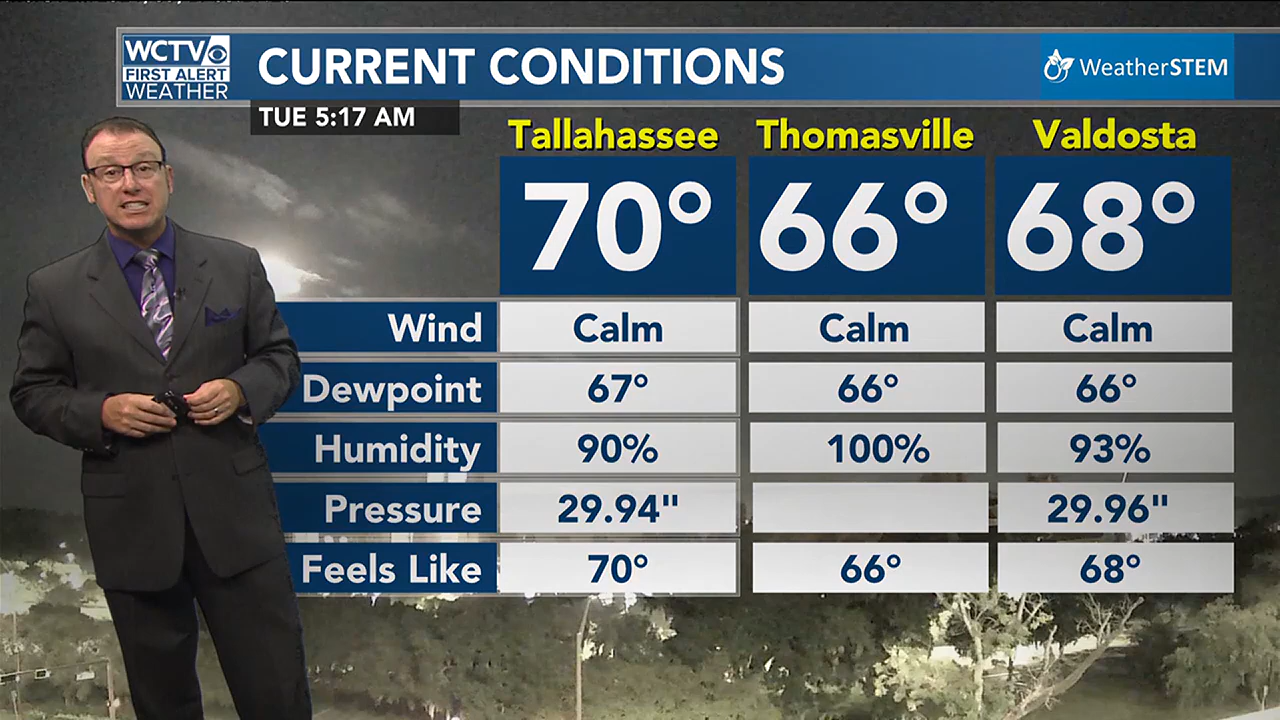 WCTV
FIRST ALERT
WEATHER
CURRENT CONDITIONS
WeatherSTEM
TUE 5:17 AM
Tallahassee Thomasville Valdosta
70° 66° 68°
Wind Calm Calm Calm
Dewpoint 67° 66° 66°
Humidity 90% 100% 93%
Pressure 29.94" 29.96"
Feels Like 70° 66° 68°